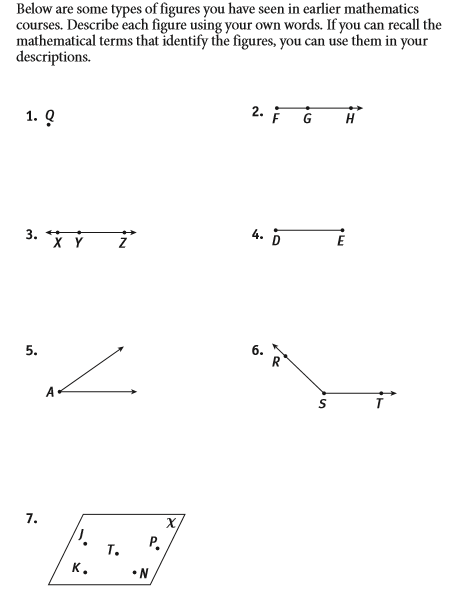 Below are some types of figures you have seen in earlier mathematics
courses. Describe each figure using your own words. If you can recall the
mathematical terms that identify the figures, you can use them in your
descriptions.
1. Q
2. F G H
3. X Y Z
4. D E
5. A
6. R S T
7. J K T P N X